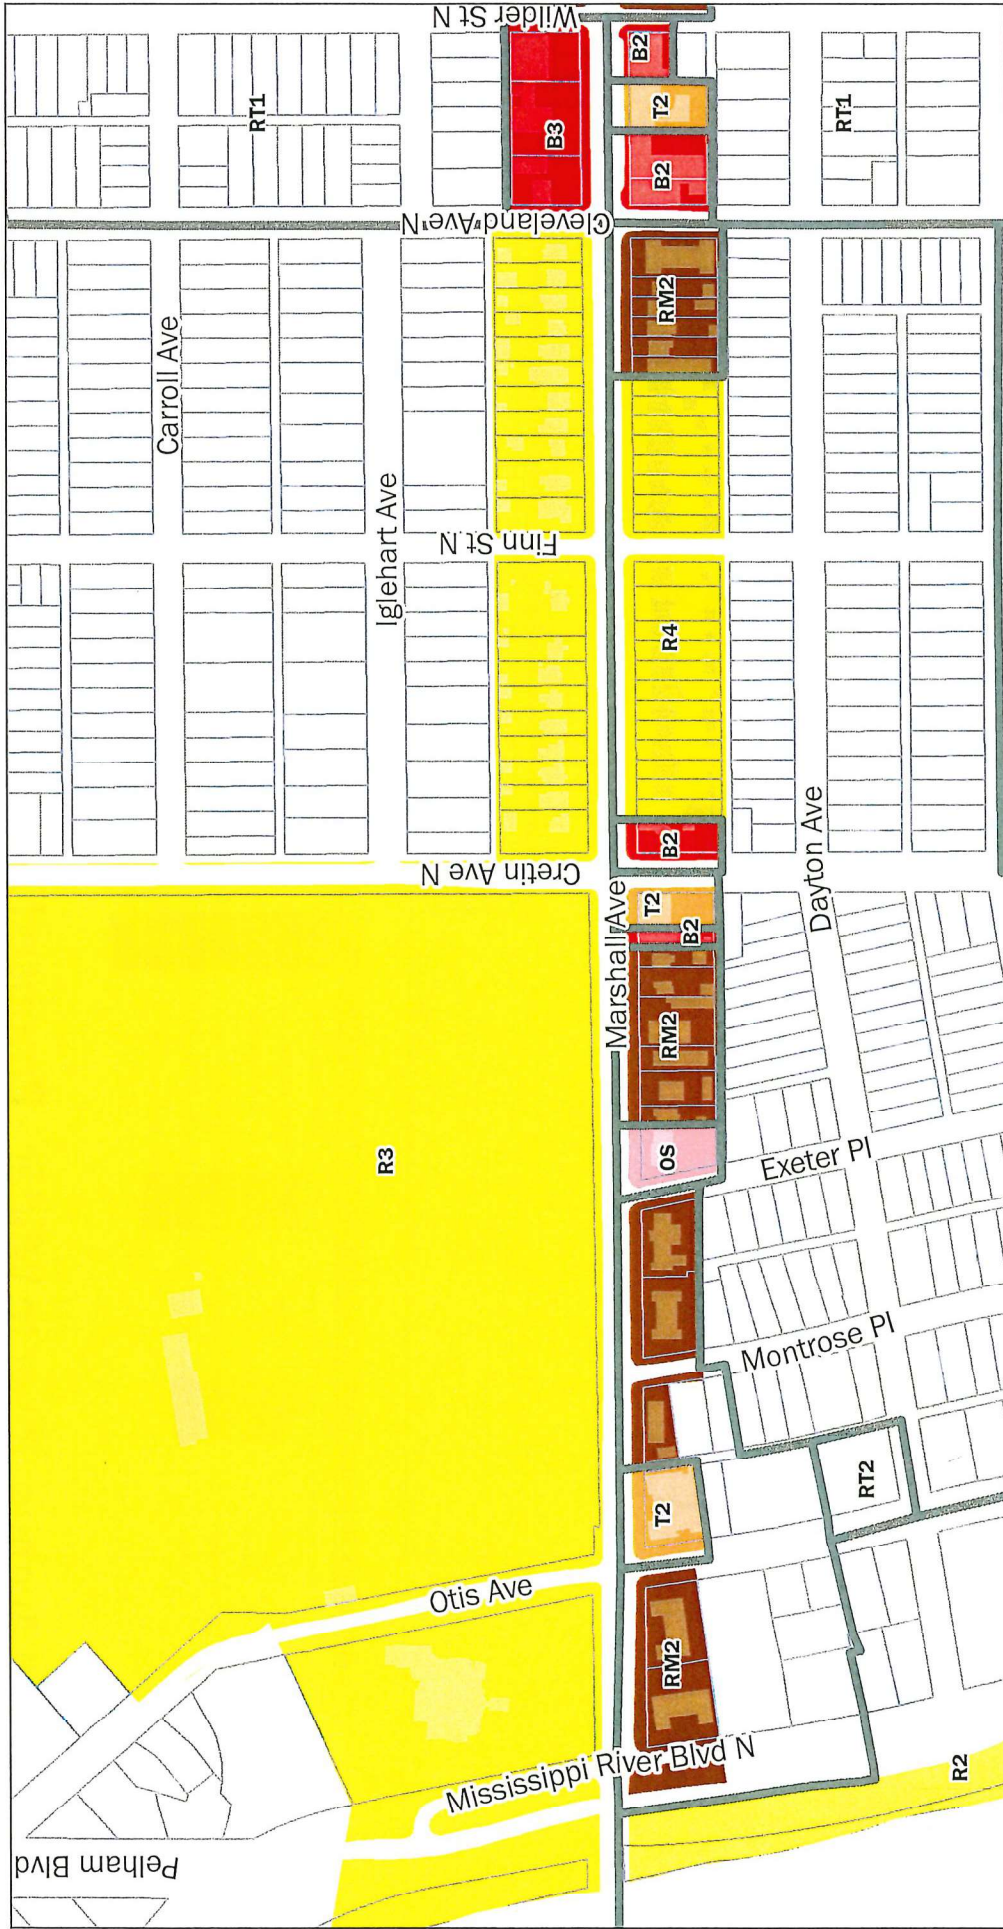 Wilder St N
B2
RT1
T2
RT1
B3
B2
Cleveland Ave N
RM2
Carroll Ave
Iglehart Ave
Finn St N
R4
B2
Dayton Ave
Cretin Ave N
Marshall Ave
T2
B2
RM2
R3
OS
Exeter Pl
Montrose Pl
RT2
T2
Otis Ave
RM2
Mississippi River Blvd N
R2
Pelham Blvd